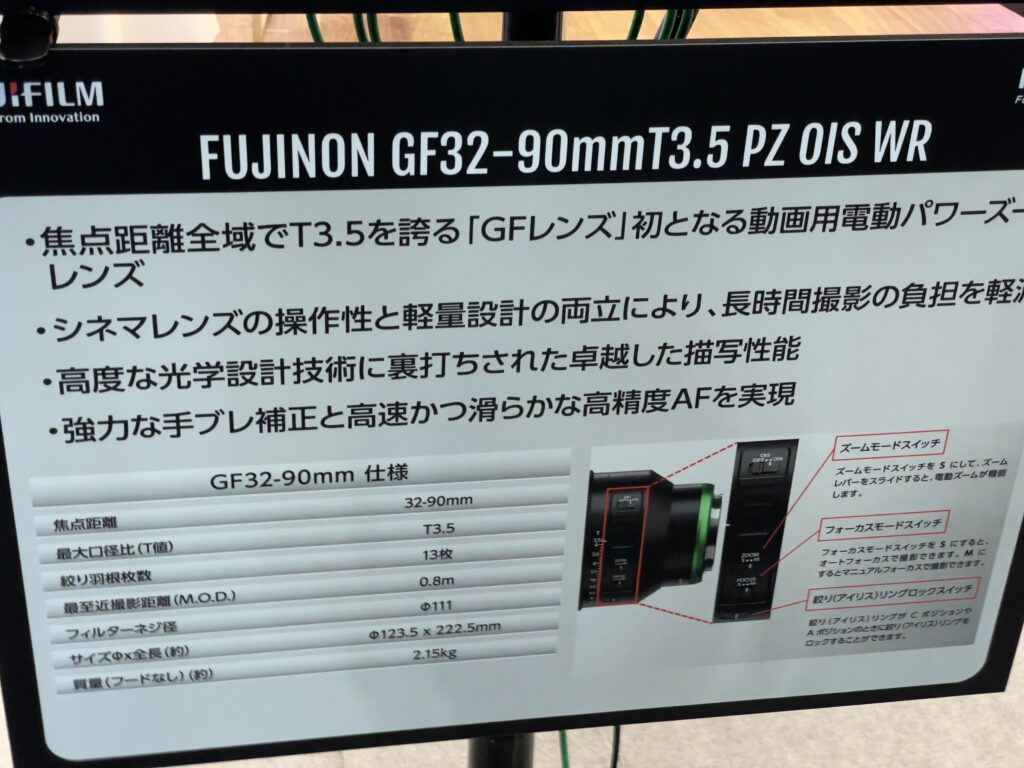 FUJIFILM
from Innovation
FUJINON GF32-90mmT3.5 PZ OIS WR
・焦点距離全域でT3.5を誇る「GFレンズ」初となる動画用電動パワーズー
レンズ
・シネマレンズの操作性と軽量設計の両立により、長時間撮影の負担を軽減
・高度な光学設計技術に裏打ちされた卓越した描写性能
・強力な手ブレ補正と高速かつ滑らかな高精度AFを実現
GF32-90mm 仕様
焦点距離 32-90mm
最大口径比(T値) T3.5
絞り羽根枚数 13枚
最至近撮影距離(M.O.D.) 0.8m
フィルターネジ径 Φ111
サイズΦx全長(約) Φ123.5 x 222.5mm
質量(フードなし)(約) 2.15kg
OIS
OFF ON
ZOOM
S M
FOCUS
S M
ズームモードスイッチ
ズームモードスイッチを S にして、ズーム
レバーをスライドすると、電動ズームが機能
します。
フォーカスモードスイッチ
フォーカスモードスイッチを S にすると、
オートフォーカスで撮影できます。M に
するとマニュアルフォーカスで撮影できます。
絞り(アイリス)リングロックスイッチ
絞り(アイリス)リングが C ポジションや
A ポジションのときに絞り(アイリス)リングを
ロックすることができます。